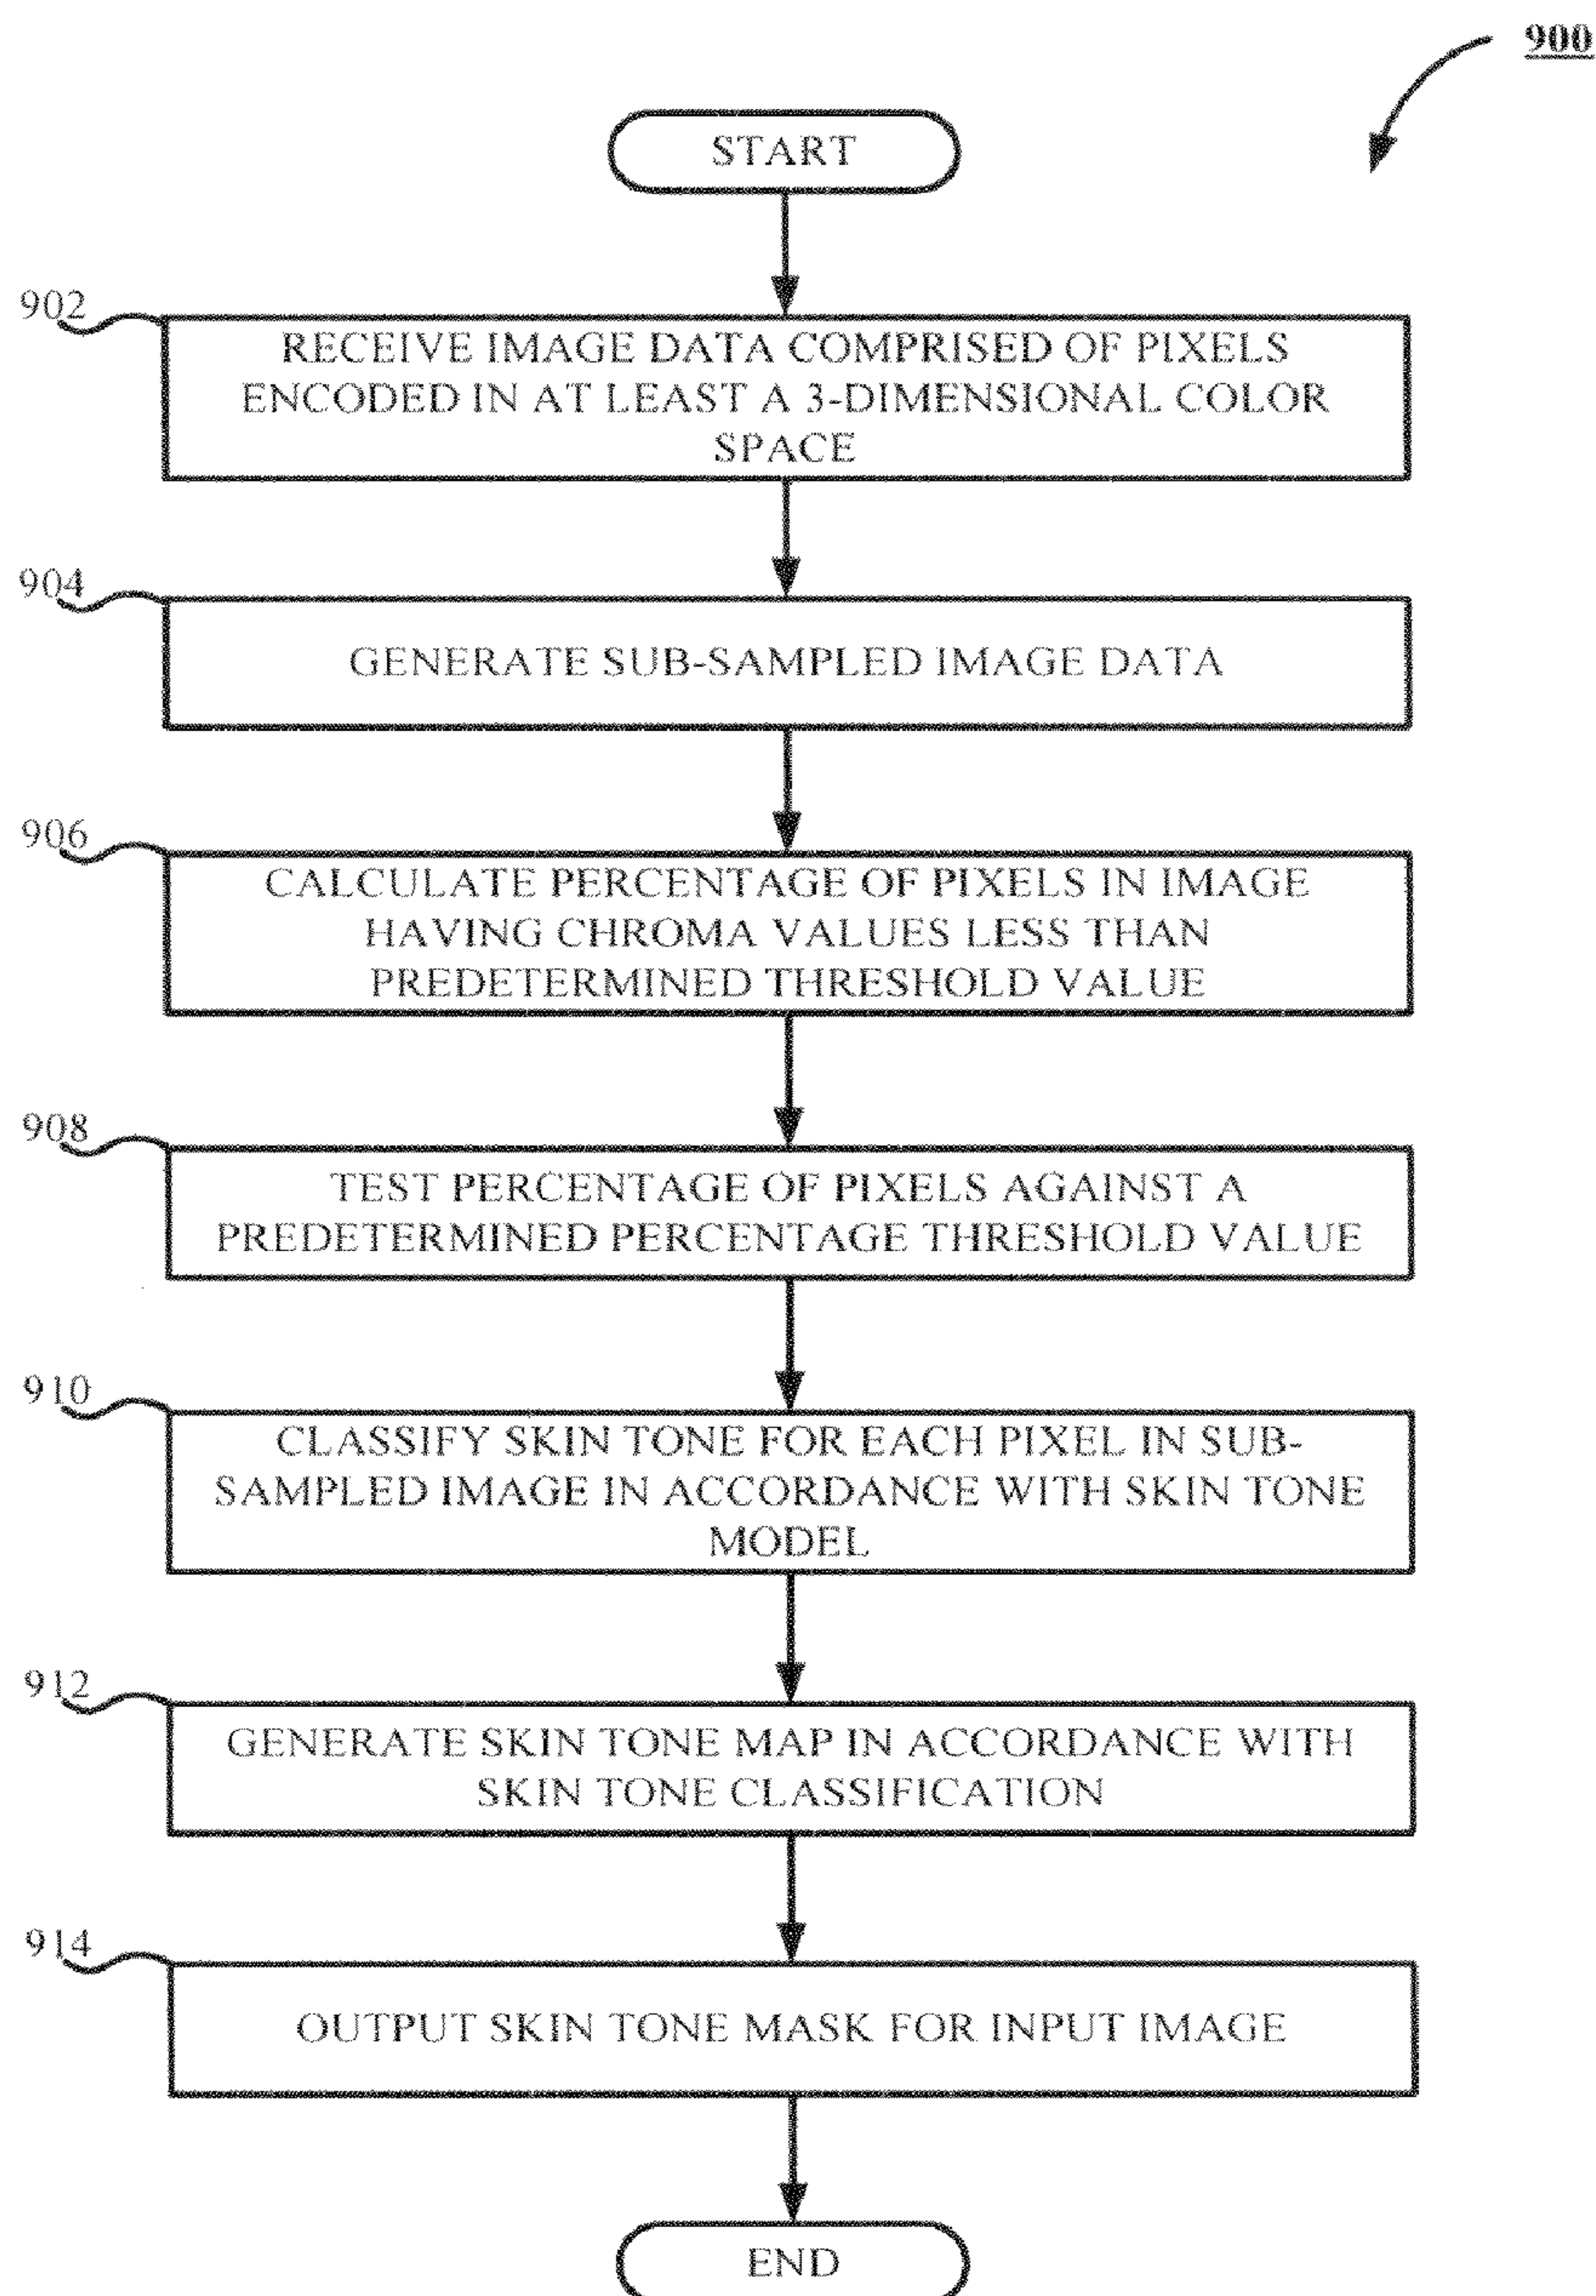 900
START
902
RECEIVE IMAGE DATA COMPRISED OF PIXELS
ENCODED IN AT LEAST A 3-DIMENSIONAL COLOR
SPACE
904
GENERATE SUB-SAMPLED IMAGE DATA
906
CALCULATE PERCENTAGE OF PIXELS IN IMAGE
HAVING CHROMA VALUES LESS THAN
PREDETERMINED THRESHOLD VALUE
908
TEST PERCENTAGE OF PIXELS AGAINST A
PREDETERMINED PERCENTAGE THRESHOLD VALUE
910
CLASSIFY SKIN TONE FOR EACH PIXEL IN SUB-
SAMPLED IMAGE IN ACCORDANCE WITH SKIN TONE
MODEL
912
GENERATE SKIN TONE MAP IN ACCORDANCE WITH
SKIN TONE CLASSIFICATION
914
OUTPUT SKIN TONE MASK FOR INPUT IMAGE
END